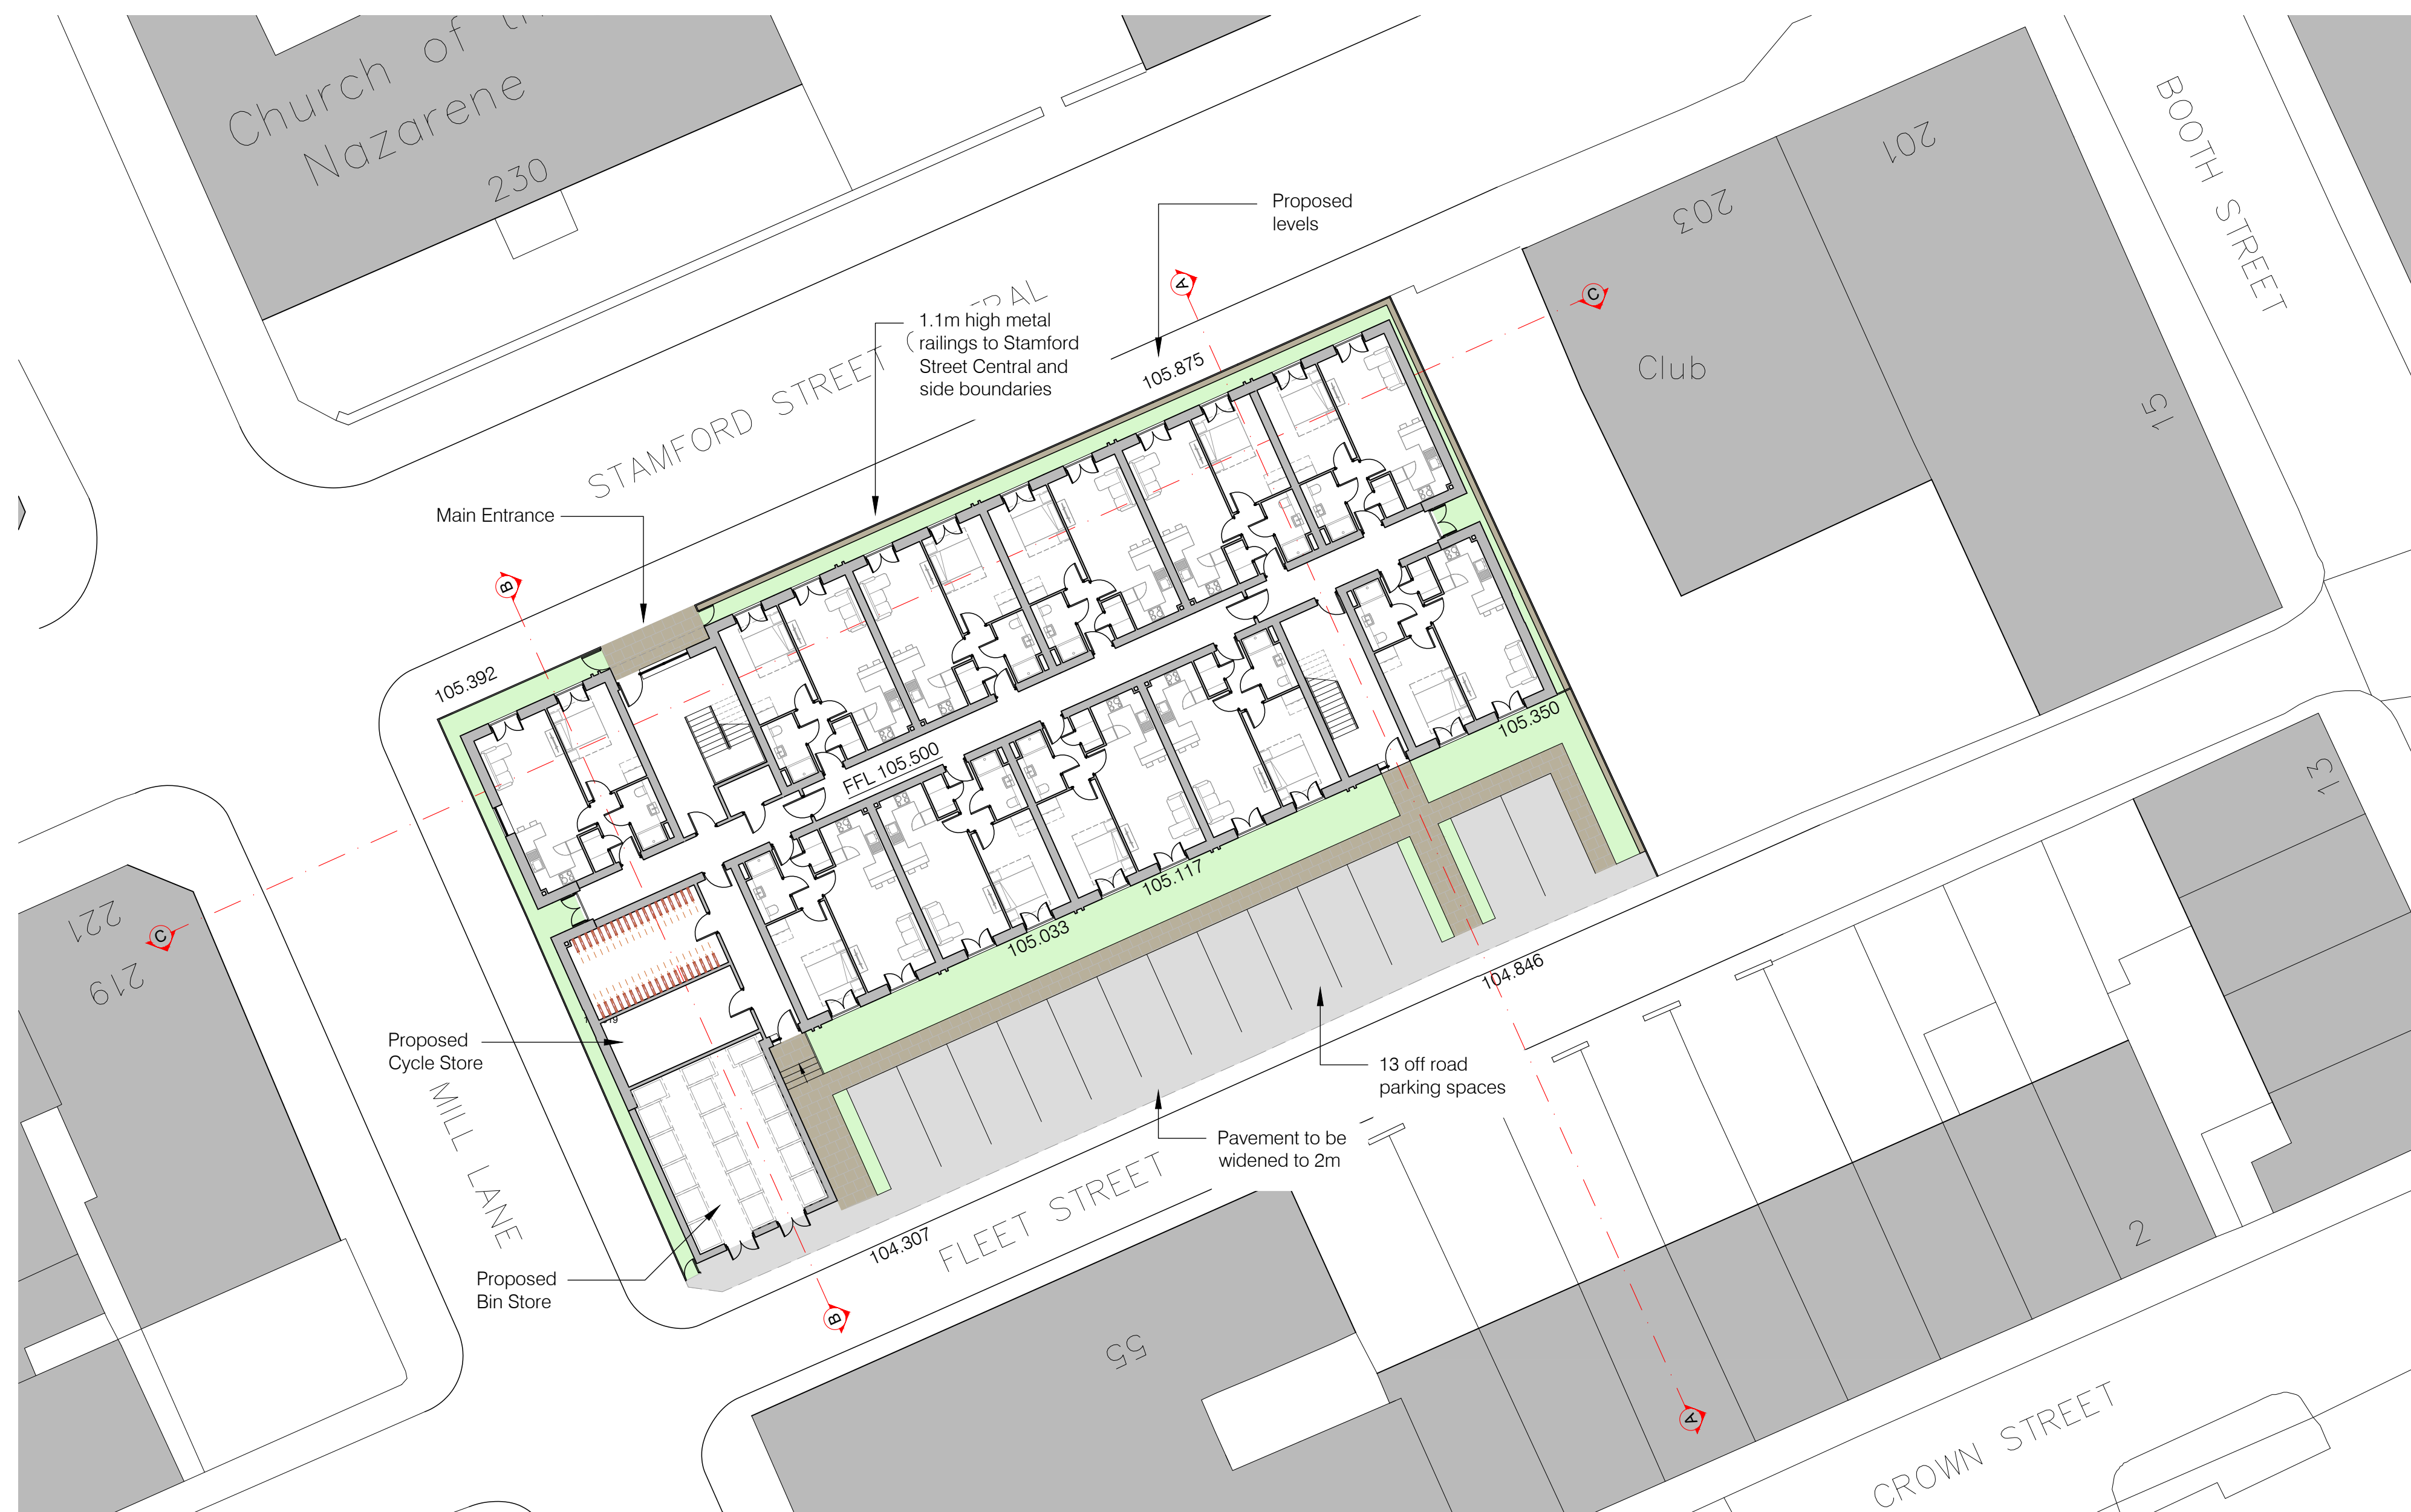 Church of
Nazarene
230
201
203
BOOTH STREET
Proposed
levels
A
C
1.1m high metal
railings to Stamford
Street Central and
side boundaries
STAMFORD STREET
105.875
Club
15
Main Entrance
B
105.392
105.350
FFL 105.500
13
105.117
221
C
105.033
219
104.846
Proposed
Cycle Store
13 off road
parking spaces
MILL LANE
Pavement to be
widened to 2m
FLEET STREET
104.307
2
Proposed
Bin Store
B
55
A
CROWN STREET